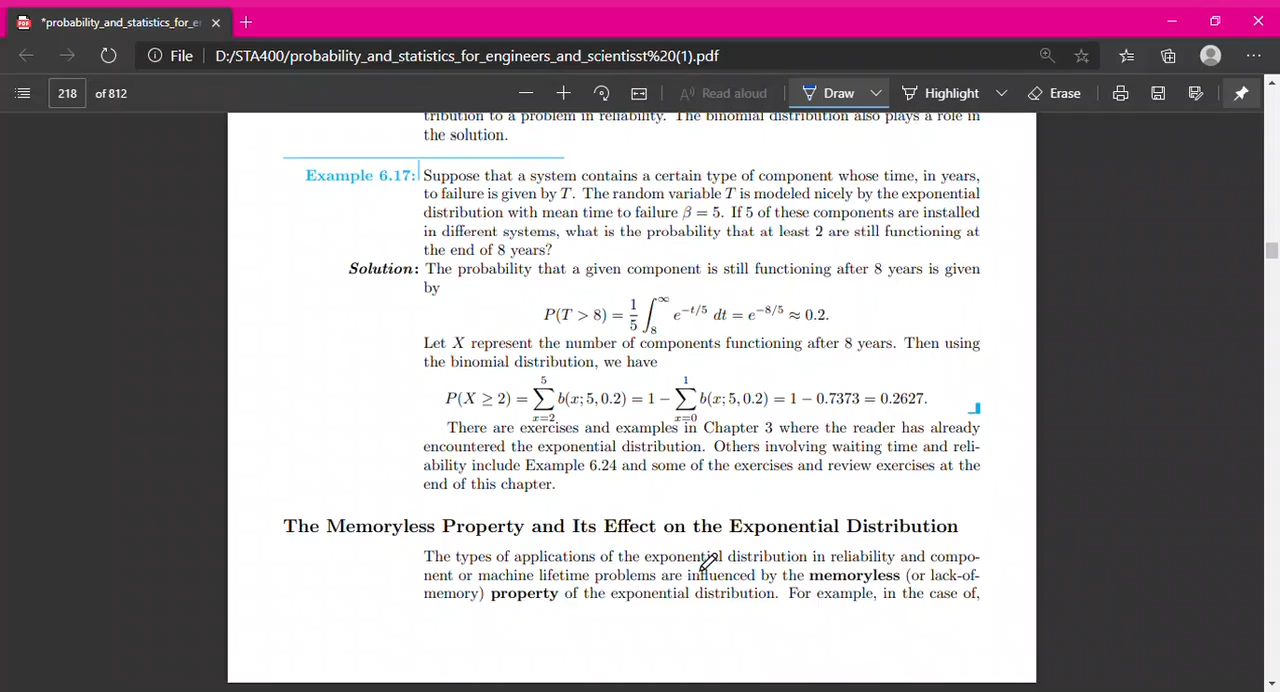 *probability_and_statistics_for_e
File D:/STA400/probability_and_statistics_for_engineers_and_scientisst%20(1).pdf
218 of 812 Read aloud Draw Highlight Erase
tribution to a problem in reliability. The binomial distribution also plays a role in
the solution.
Example 6.17: Suppose that a system contains a certain type of component whose time, in years,
to failure is given by T. The random variable T is modeled nicely by the exponential
distribution with mean time to failure β = 5. If 5 of these components are installed
in different systems, what is the probability that at least 2 are still functioning at
the end of 8 years?
Solution: The probability that a given component is still functioning after 8 years is given
by
P(T > 8) = 1/5 ∫_8^∞ e^{−t/5} dt = e^{−8/5} ≈ 0.2.
Let X represent the number of components functioning after 8 years. Then using
the binomial distribution, we have
P(X ≥ 2) = ∑_{x=2}^{5} b(x; 5, 0.2) = 1 − ∑_{x=0}^{1} b(x; 5, 0.2) = 1 − 0.7373 = 0.2627.
There are exercises and examples in Chapter 3 where the reader has already
encountered the exponential distribution. Others involving waiting time and reli-
ability include Example 6.24 and some of the exercises and review exercises at the
end of this chapter.
The Memoryless Property and Its Effect on the Exponential Distribution
The types of applications of the exponential distribution in reliability and compo-
nent or machine lifetime problems are influenced by the memoryless (or lack-of-
memory) property of the exponential distribution. For example, in the case of,